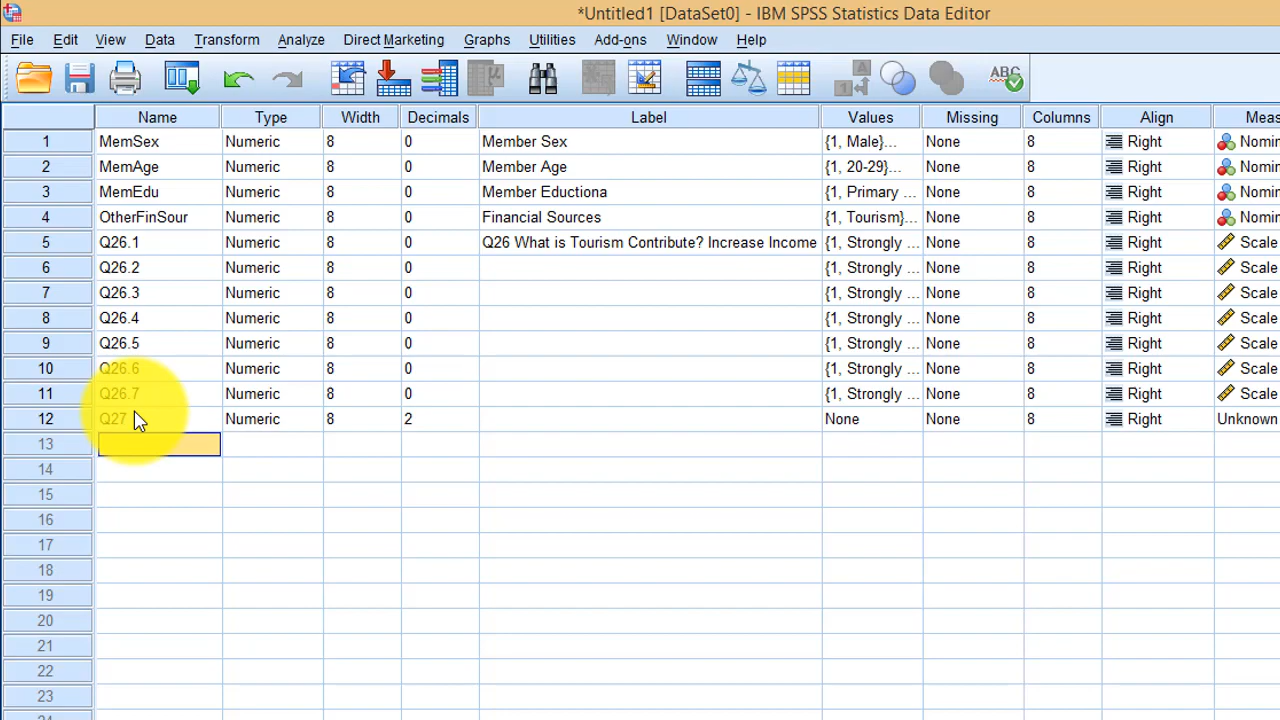 *Untitled1 [DataSet0] - IBM SPSS Statistics Data Editor
File Edit View Data Transform Analyze Direct Marketing Graphs Utilities Add-ons Window Help
Name Type Width Decimals Label Values Missing Columns Align Meas
1 MemSex Numeric 8 0 Member Sex {1, Male}... None 8 Right Nomin
2 MemAge Numeric 8 0 Member Age {1, 20-29}... None 8 Right Nomin
3 MemEdu Numeric 8 0 Member Eductiona {1, Primary ... None 8 Right Nomin
4 OtherFinSour Numeric 8 0 Financial Sources {1, Tourism}... None 8 Right Nomin
5 Q26.1 Numeric 8 0 Q26 What is Tourism Contribute? Increase Income {1, Strongly ... None 8 Right Scale
6 Q26.2 Numeric 8 0 {1, Strongly ... None 8 Right Scale
7 Q26.3 Numeric 8 0 {1, Strongly ... None 8 Right Scale
8 Q26.4 Numeric 8 0 {1, Strongly ... None 8 Right Scale
9 Q26.5 Numeric 8 0 {1, Strongly ... None 8 Right Scale
10 Q26.6 Numeric 8 0 {1, Strongly ... None 8 Right Scale
11 Q26.7 Numeric 8 0 {1, Strongly ... None 8 Right Scale
12 Q27 Numeric 8 2 None None 8 Right Unknown
13
14
15
16
17
18
19
20
21
22
23